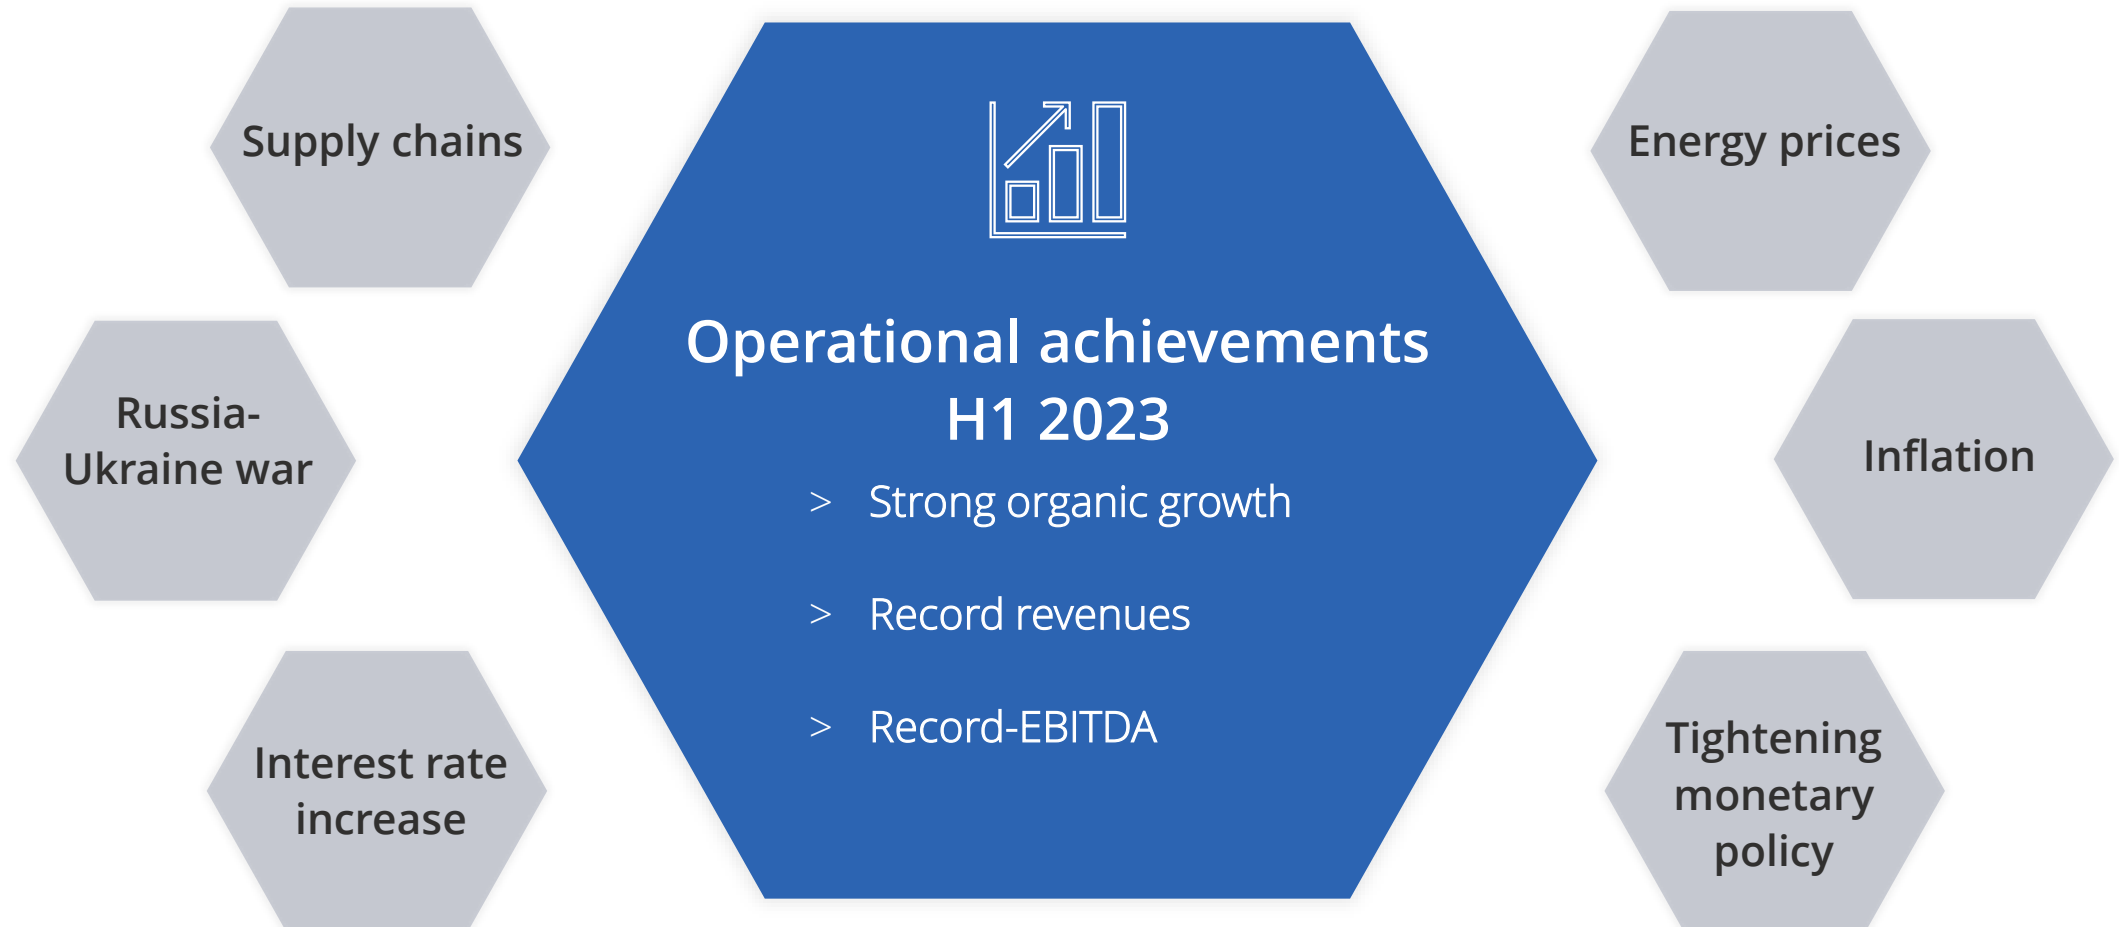 Supply chains
Russia-
Ukraine war
Interest rate
increase
Operational achievements
H1 2023
> Strong organic growth
> Record revenues
> Record-EBITDA
Energy prices
Inflation
Tightening
monetary
policy